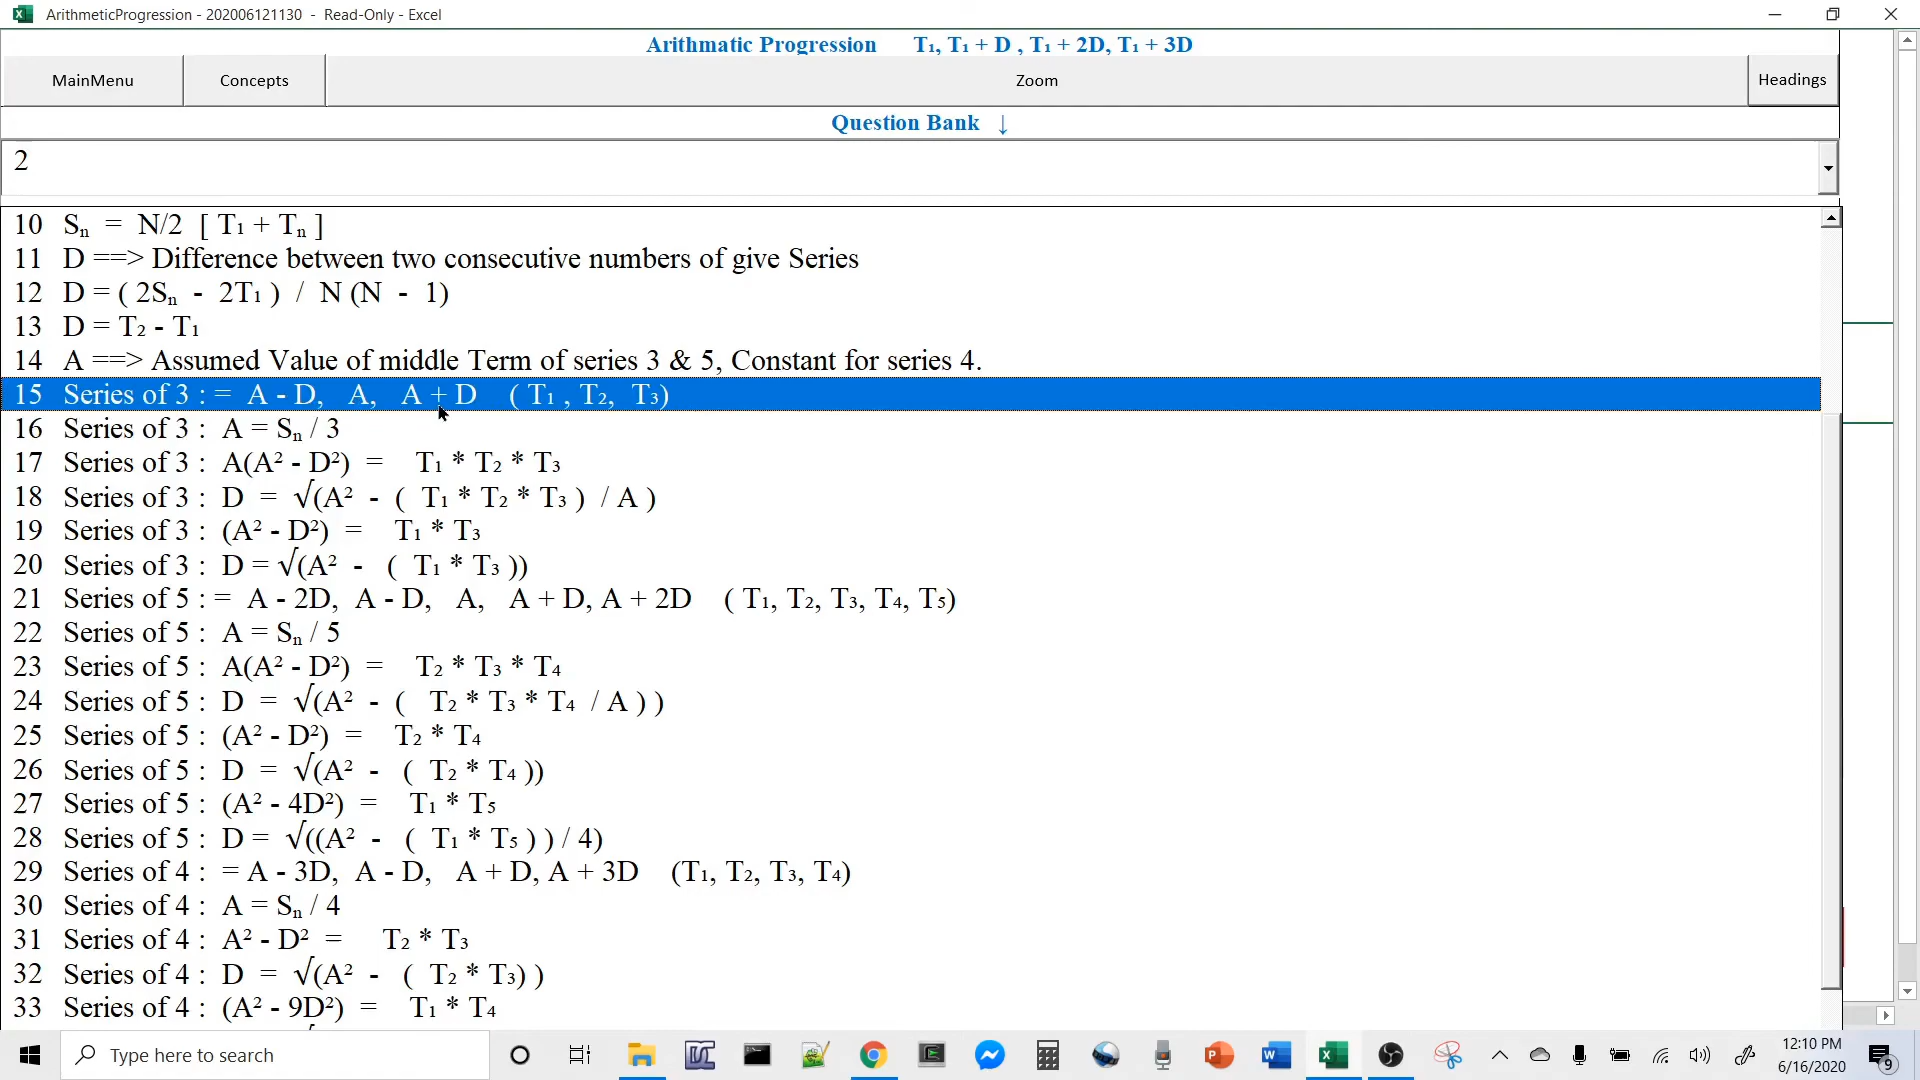 ArithmeticProgression - 202006121130 - Read-Only - Excel
Arithmatic Progression T₁, T₁ + D , T₁ + 2D, T₁ + 3D
MainMenu Concepts Zoom Headings
Question Bank ↓
2
10 Sₙ = N/2 [ T₁ + Tₙ ]
11 D ==> Difference between two consecutive numbers of give Series
12 D = ( 2Sₙ - 2T₁ ) / N (N - 1)
13 D = T₂ - T₁
14 A ==> Assumed Value of middle Term of series 3 & 5, Constant for series 4.
15 Series of 3 : = A - D, A, A + D ( T₁ , T₂, T₃)
16 Series of 3 : A = Sₙ / 3
17 Series of 3 : A(A² - D²) = T₁ * T₂ * T₃
18 Series of 3 : D = √(A² - ( T₁ * T₂ * T₃ ) / A )
19 Series of 3 : (A² - D²) = T₁ * T₃
20 Series of 3 : D = √(A² - ( T₁ * T₃ ))
21 Series of 5 : = A - 2D, A - D, A, A + D, A + 2D ( T₁, T₂, T₃, T₄, T₅)
22 Series of 5 : A = Sₙ / 5
23 Series of 5 : A(A² - D²) = T₂ * T₃ * T₄
24 Series of 5 : D = √(A² - ( T₂ * T₃ * T₄ / A ) )
25 Series of 5 : (A² - D²) = T₂ * T₄
26 Series of 5 : D = √(A² - ( T₂ * T₄ ))
27 Series of 5 : (A² - 4D²) = T₁ * T₅
28 Series of 5 : D = √((A² - ( T₁ * T₅ ) ) / 4)
29 Series of 4 : = A - 3D, A - D, A + D, A + 3D (T₁, T₂, T₃, T₄)
30 Series of 4 : A = Sₙ / 4
31 Series of 4 : A² - D² = T₂ * T₃
32 Series of 4 : D = √(A² - ( T₂ * T₃) )
33 Series of 4 : (A² - 9D²) = T₁ * T₄
Type here to search
12:10 PM
6/16/2020
9